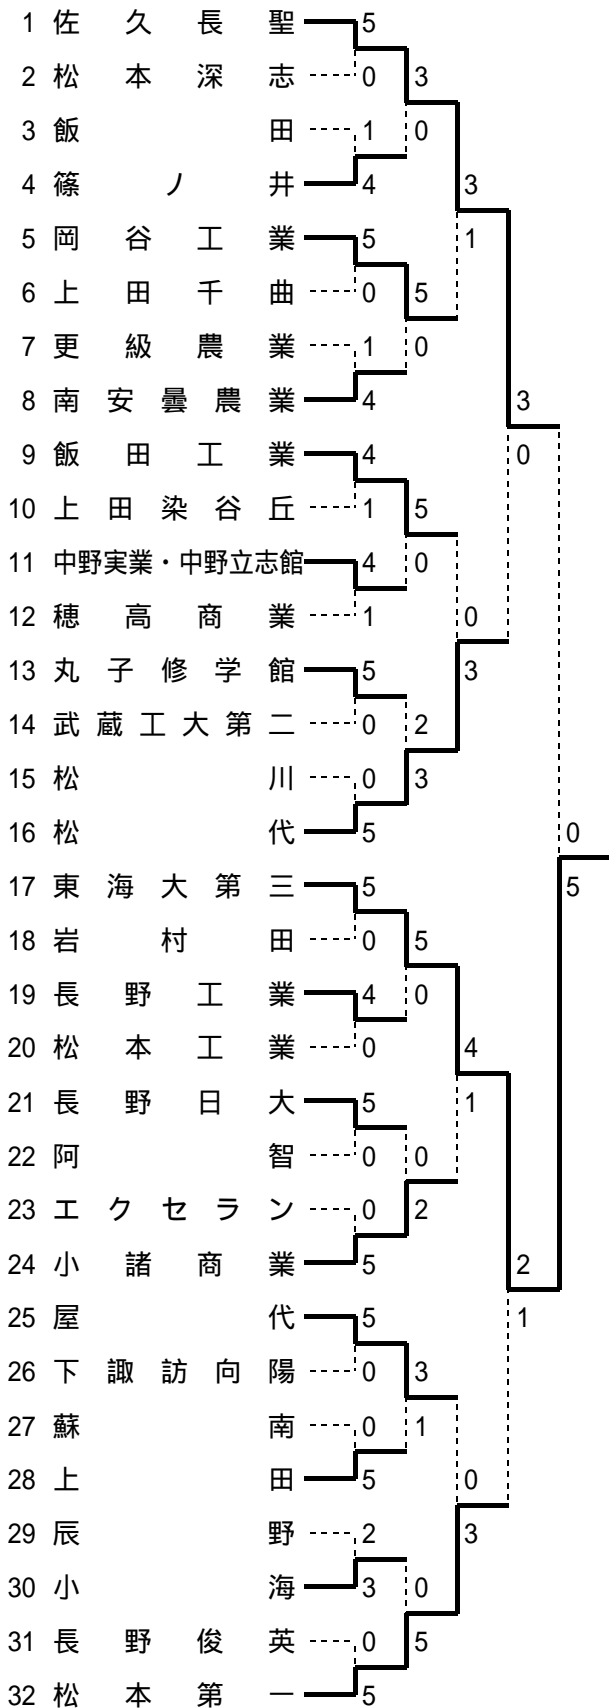 1 佐久長聖 5
2 松本深志 0 3
3 飯田 1 0
4 篠ノ井 4 3
5 岡谷工業 5 1
6 上田千曲 0 5
7 更級農業 1 0
8 南安曇農業 4 3
9 飯田工業 4 0
10 上田染谷丘 1 5
11 中野実業・中野立志館 4 0
12 穂高商業 1 0
13 丸子修学館 5 3
14 武蔵工大第二 0 2
15 松川 0 3
16 松代 5 0
17 東海大第三 5 5
18 岩村田 0 5
19 長野工業 4 0
20 松本工業 0 4
21 長野日大 5 1
22 阿智 0 0
23 エクセラン 0 2
24 小諸商業 5 2
25 屋代 5 1
26 下諏訪向陽 0 3
27 蘇南 0 1
28 上田 5 0
29 辰野 2 3
30 小海 3 0
31 長野俊英 0 5
32 松本第一 5